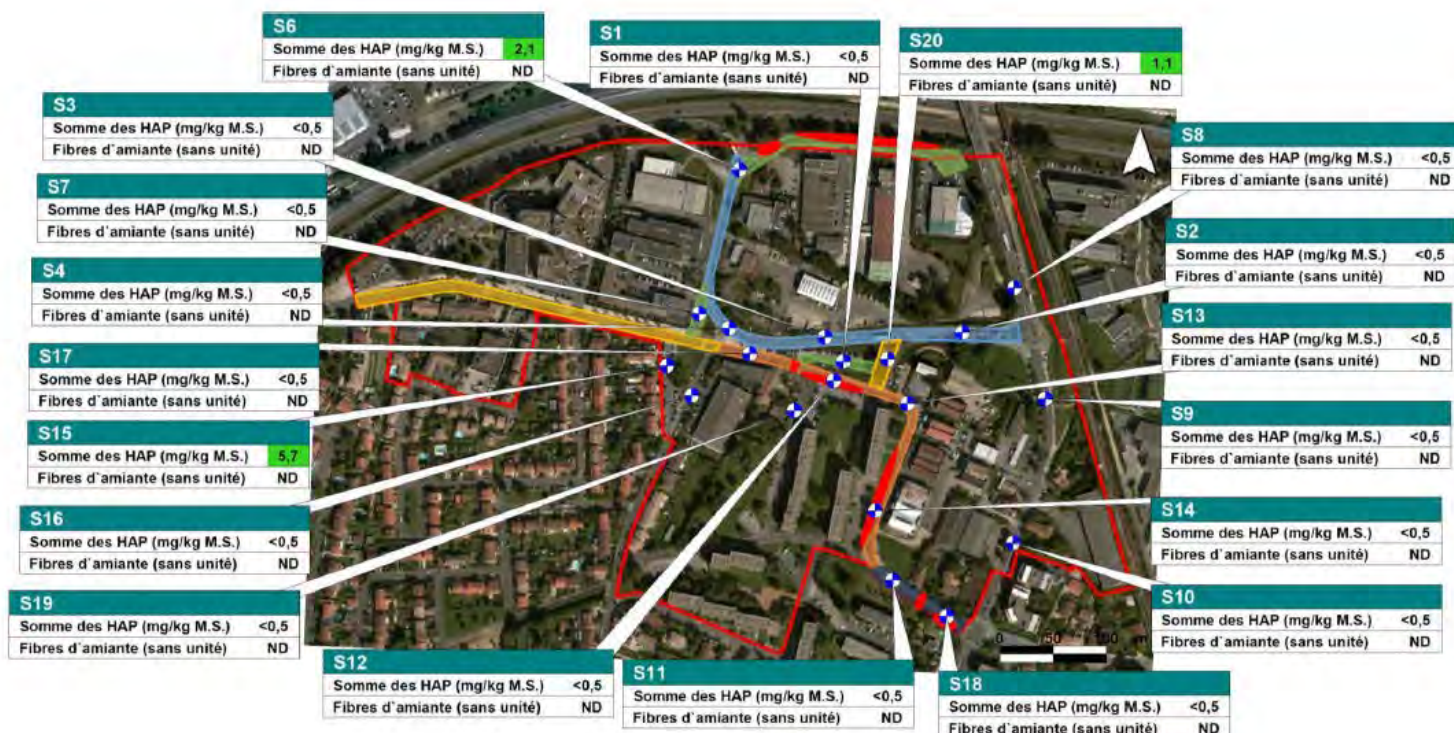 S6
Somme des HAP (mg/kg M.S.) 2,1
Fibres d`amiante (sans unité) ND
S1
Somme des HAP (mg/kg M.S.) <0,5
Fibres d`amiante (sans unité) ND
S20
Somme des HAP (mg/kg M.S.) 1,1
Fibres d`amiante (sans unité) ND
S3
Somme des HAP (mg/kg M.S.) <0,5
Fibres d`amiante (sans unité) ND
S8
Somme des HAP (mg/kg M.S.) <0,5
Fibres d`amiante (sans unité) ND
S7
Somme des HAP (mg/kg M.S.) <0,5
Fibres d`amiante (sans unité) ND
S2
Somme des HAP (mg/kg M.S.) <0,5
Fibres d`amiante (sans unité) ND
S4
Somme des HAP (mg/kg M.S.) <0,5
Fibres d`amiante (sans unité) ND
S13
Somme des HAP (mg/kg M.S.) <0,5
Fibres d`amiante (sans unité) ND
S17
Somme des HAP (mg/kg M.S.) <0,5
Fibres d`amiante (sans unité) ND
S9
Somme des HAP (mg/kg M.S.) <0,5
Fibres d`amiante (sans unité) ND
S15
Somme des HAP (mg/kg M.S.) 5,7
Fibres d`amiante (sans unité) ND
S14
Somme des HAP (mg/kg M.S.) <0,5
Fibres d`amiante (sans unité) ND
S16
Somme des HAP (mg/kg M.S.) <0,5
Fibres d`amiante (sans unité) ND
S10
Somme des HAP (mg/kg M.S.) <0,5
Fibres d`amiante (sans unité) ND
S19
Somme des HAP (mg/kg M.S.) <0,5
Fibres d`amiante (sans unité) ND
0 50 100 m
S12
Somme des HAP (mg/kg M.S.) <0,5
Fibres d`amiante (sans unité) ND
S11
Somme des HAP (mg/kg M.S.) <0,5
Fibres d`amiante (sans unité) ND
S18
Somme des HAP (mg/kg M.S.) <0,5
Fibres d`amiante (sans unité) ND